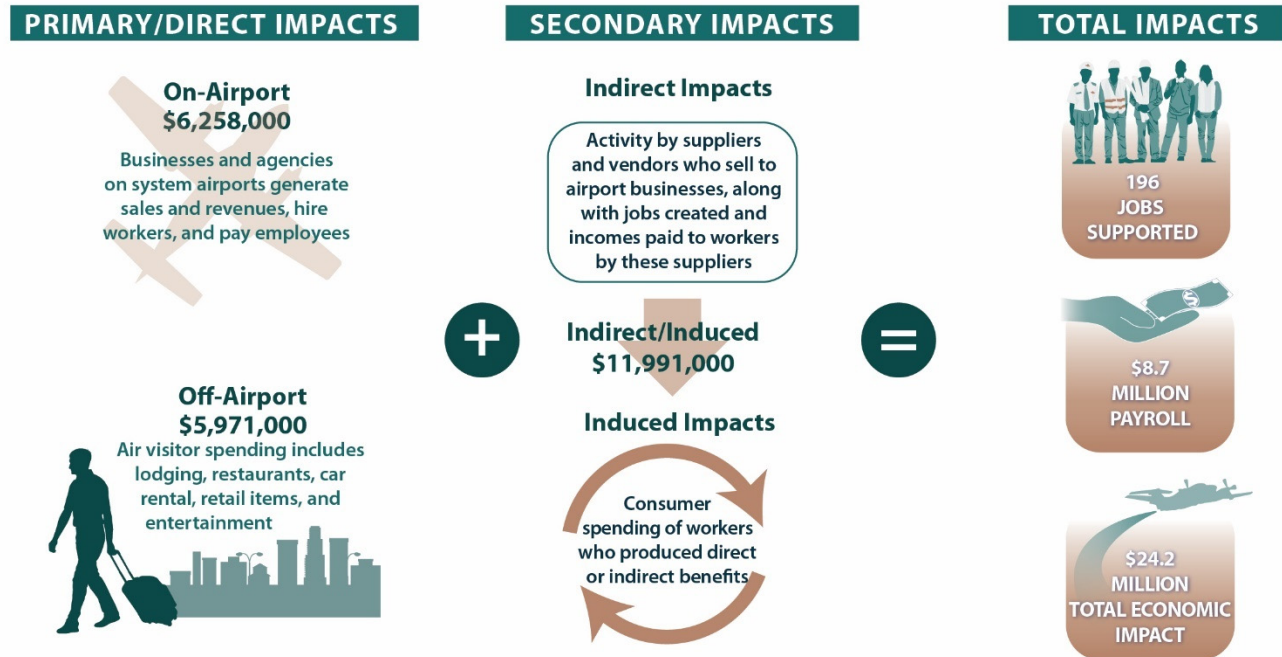 PRIMARY/DIRECT IMPACTS
On-Airport
$6,258,000
Businesses and agencies
on system airports generate
sales and revenues, hire
workers, and pay employees
Off-Airport
$5,971,000
Air visitor spending includes
lodging, restaurants, car
rental, retail items, and
entertainment
+
SECONDARY IMPACTS
Indirect Impacts
Activity by suppliers
and vendors who sell to
airport businesses, along
with jobs created and
incomes paid to workers
by these suppliers
Indirect/Induced
$11,991,000
Induced Impacts
Consumer
spending of workers
who produced direct
or indirect benefits
=
TOTAL IMPACTS
196
JOBS
SUPPORTED
$
$8.7
MILLION
PAYROLL
$24.2
MILLION
TOTAL ECONOMIC
IMPACT